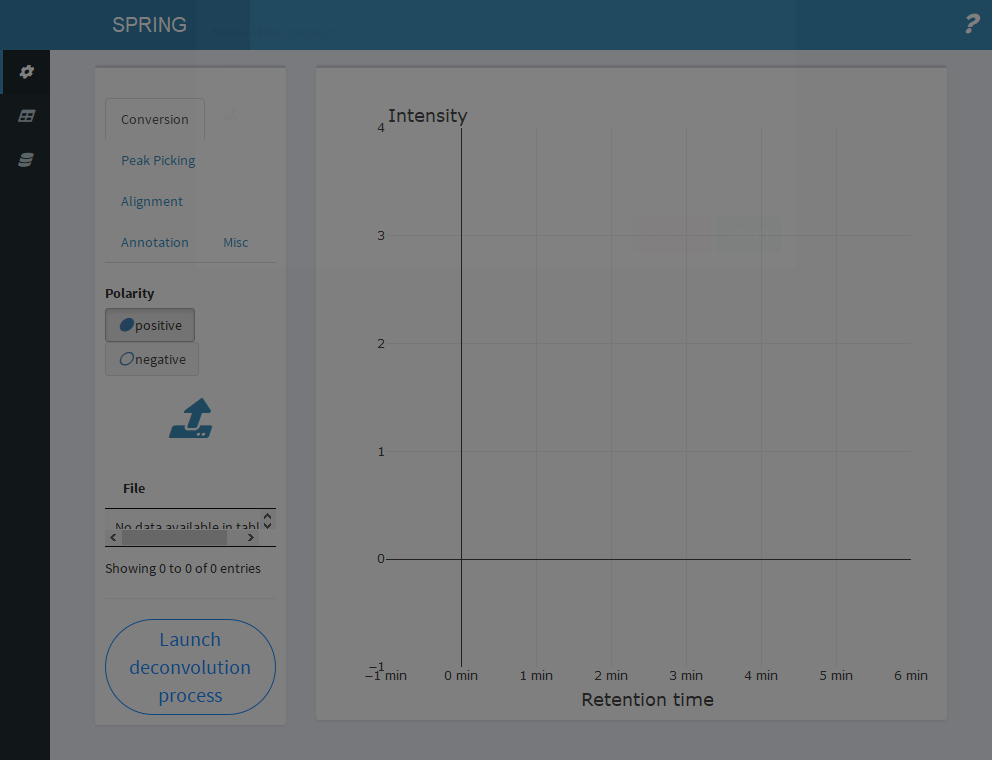 SPRING
?
Conversion
Peak Picking
Alignment
Annotation Misc
Polarity
positive
negative
File
No data available in tabl
Showing 0 to 0 of 0 entries
Launch
deconvolution
process
Intensity
4
3
2
1
0
−1
−1 min 0 min 1 min 2 min 3 min 4 min 5 min 6 min
Retention time